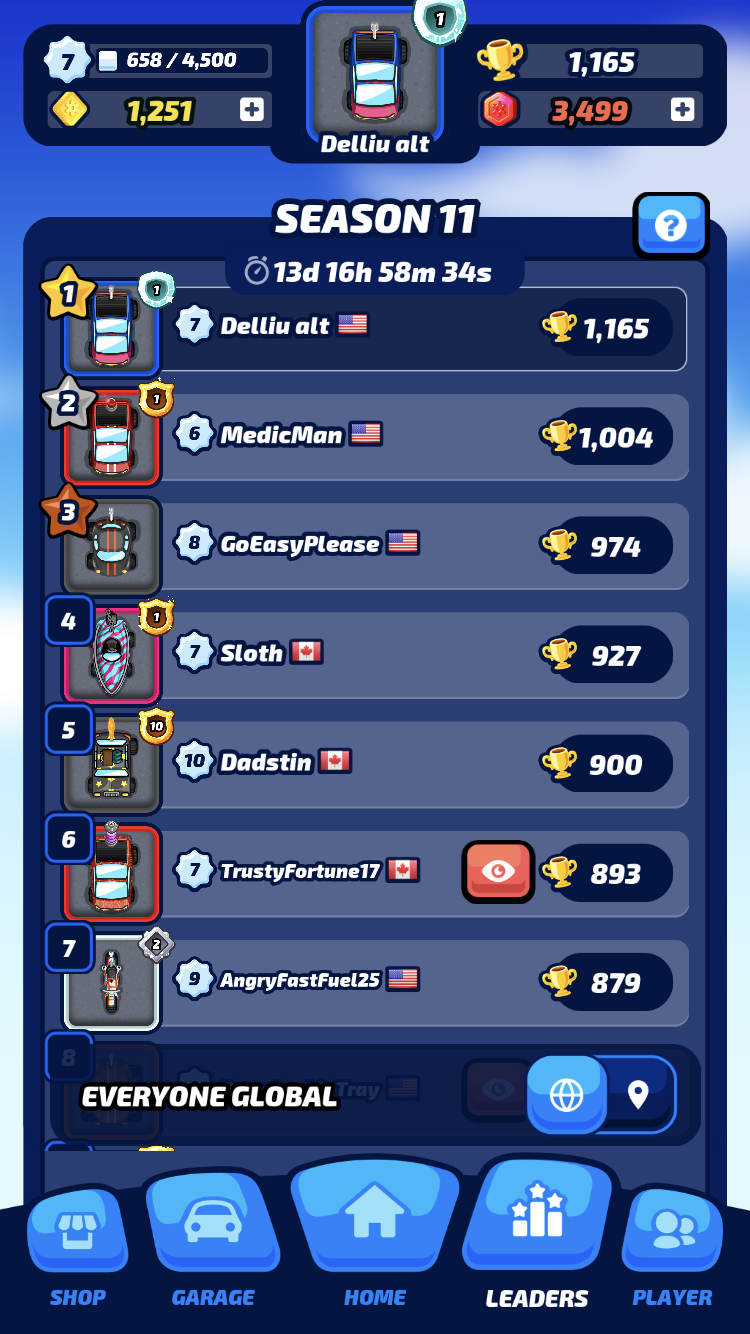 1
7 658 / 4,500 1,165
1,251 3,499
Delliu alt
SEASON 11
13d 16h 58m 34s
1 1 7 Delliu alt 1,165
2 1 6 MedicMan 1,004
3 8 GoEasyPlease 974
4 1 7 Sloth 927
5 10 10 Dadstin 900
6 7 TrustyFortune17 893
7 2 9 AngryFastFuel25 879
8 Tray
EVERYONE GLOBAL
SHOP GARAGE HOME LEADERS PLAYER